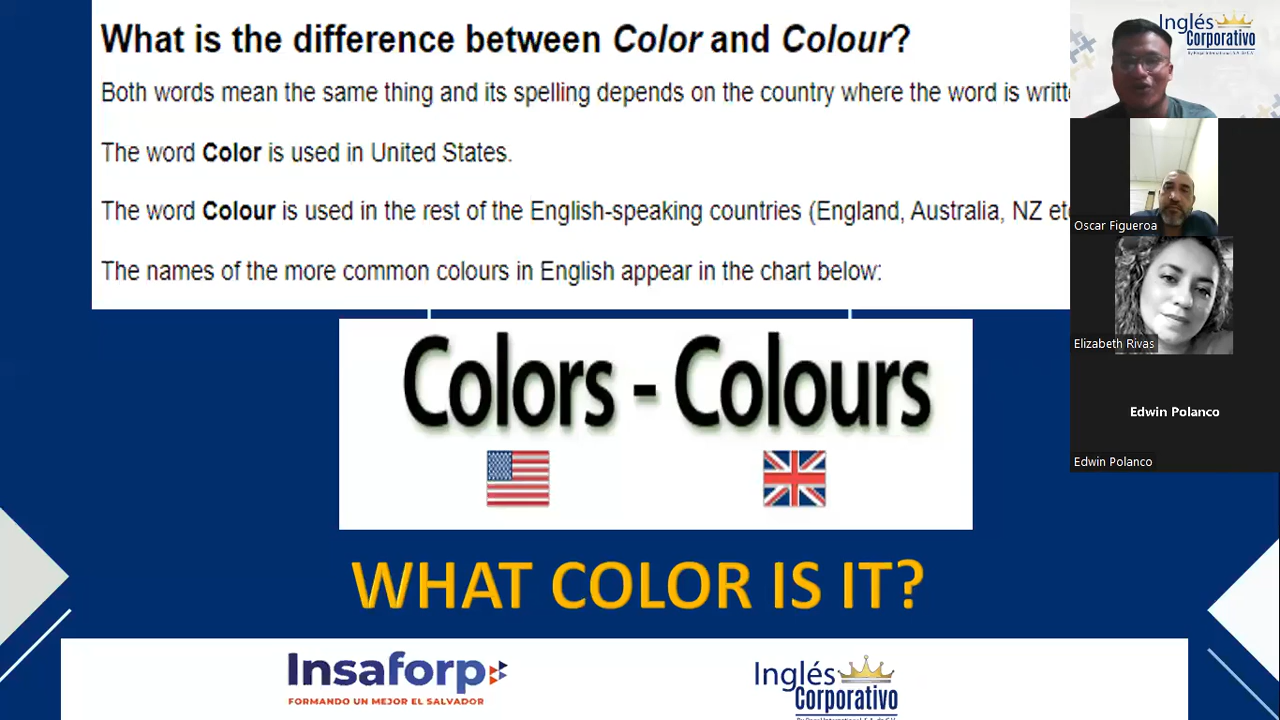 What is the difference between Color and Colour?
Both words mean the same thing and its spelling depends on the country where the word is
The word Color is used in United States.
The word Colour is used in the rest of the English-speaking countries (England, Australia, NZ
The names of the more common colours in English appear in the chart below:
Colors - Colours
WHAT COLOR IS IT?
Insaforp
FORMANDO UN MEJOR EL SALVADOR
Inglés
Corporativo
Inglés
Corporativo
Oscar Figueroa
Elizabeth Rivas
Edwin Polanco
Edwin Polanco